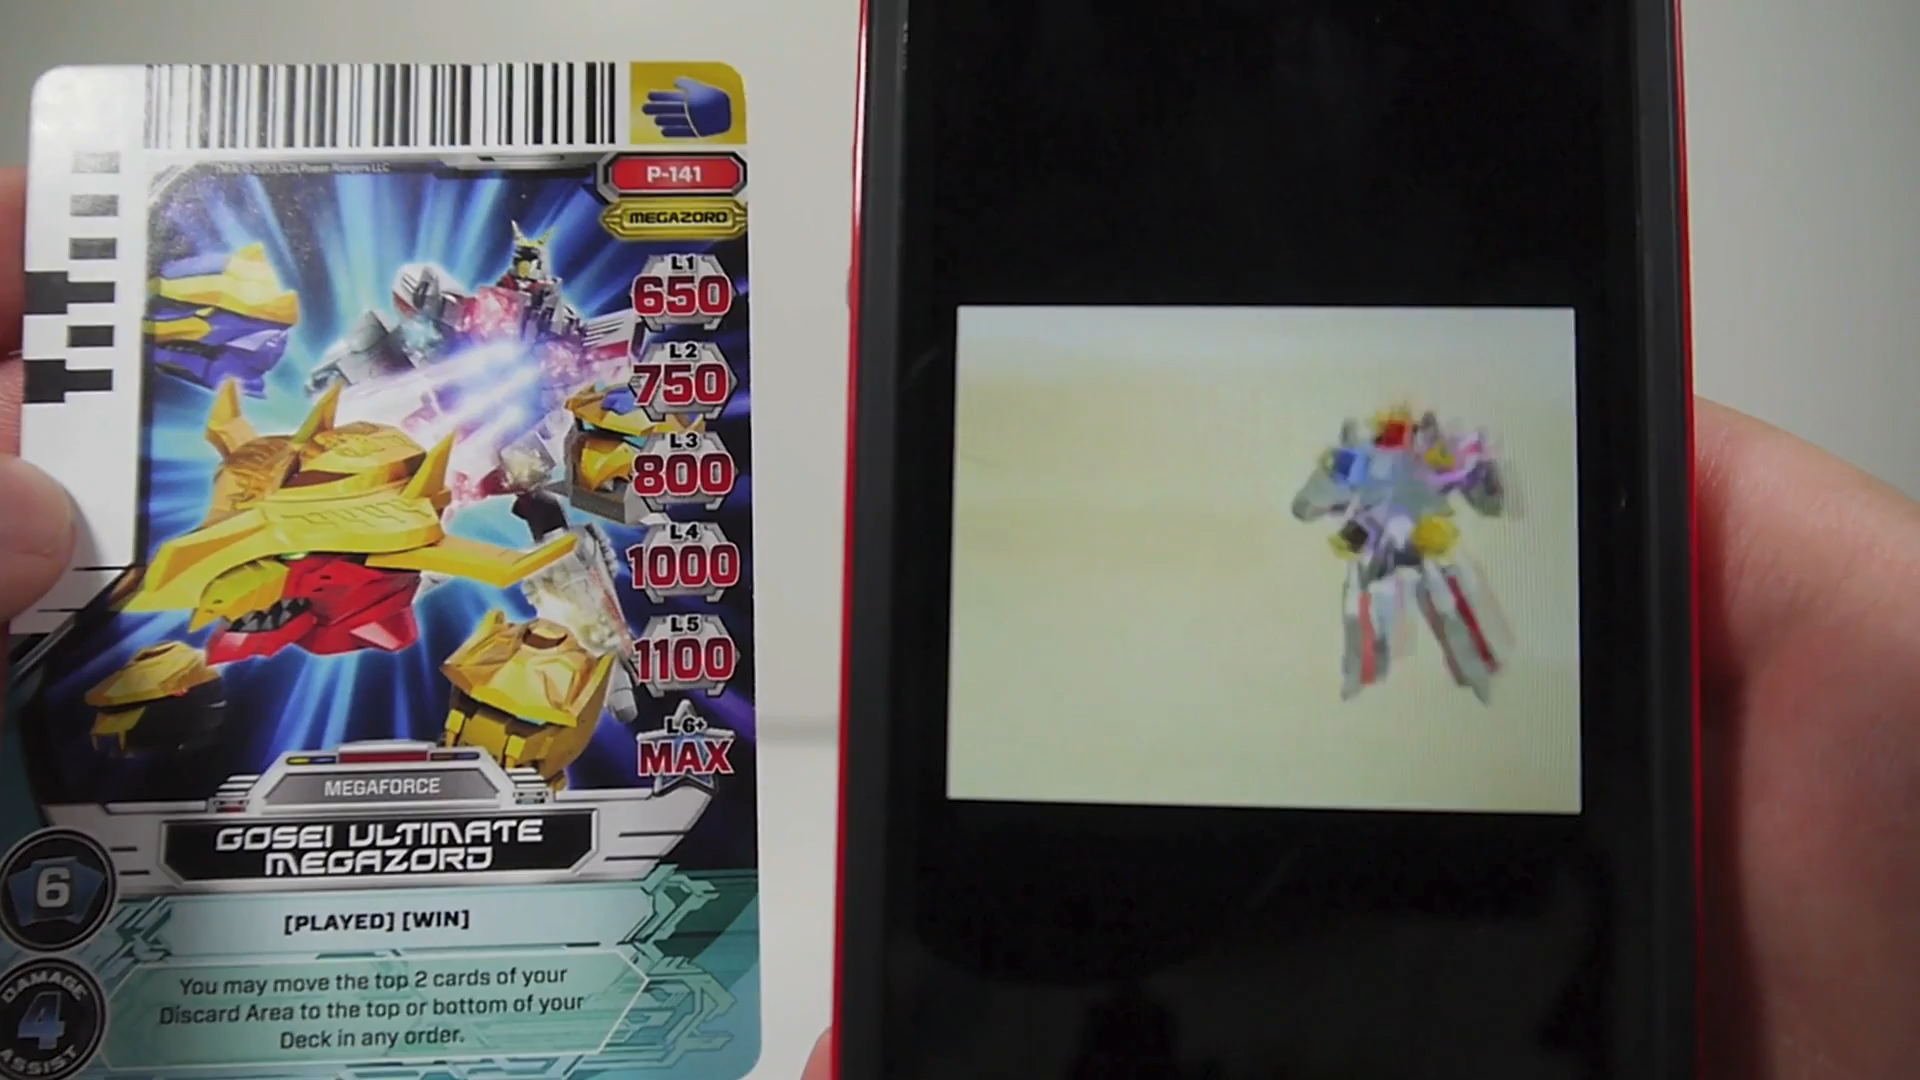 P-141
MEGAZORD
L1
650
L2
750
L3
800
L4
1000
L5
1100
L6+
MAX
MEGAFORCE
GOSEI ULTIMATE
MEGAZORD
6
[PLAYED] [WIN]
DAMAGE
4
ASSIST
You may move the top 2 cards of your
Discard Area to the top or bottom of your
Deck in any order.